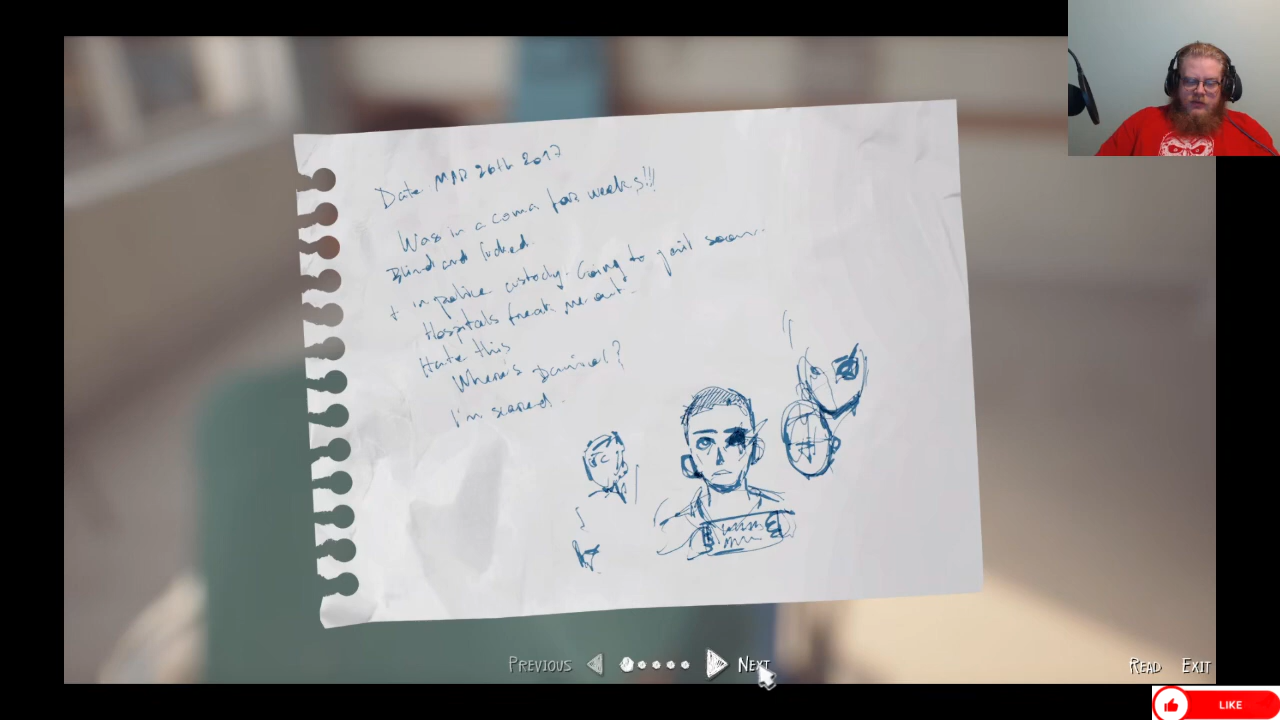 Date MAR 26th 2017
Was in a coma for weeks!!!
Blind and fucked.
+ in police custody. Going to jail soon.
Hospitals freak me out.
Hate this
Where's Daniel?
I'm scared.
PREVIOUS
NEXT
READ
EXIT
LIKE